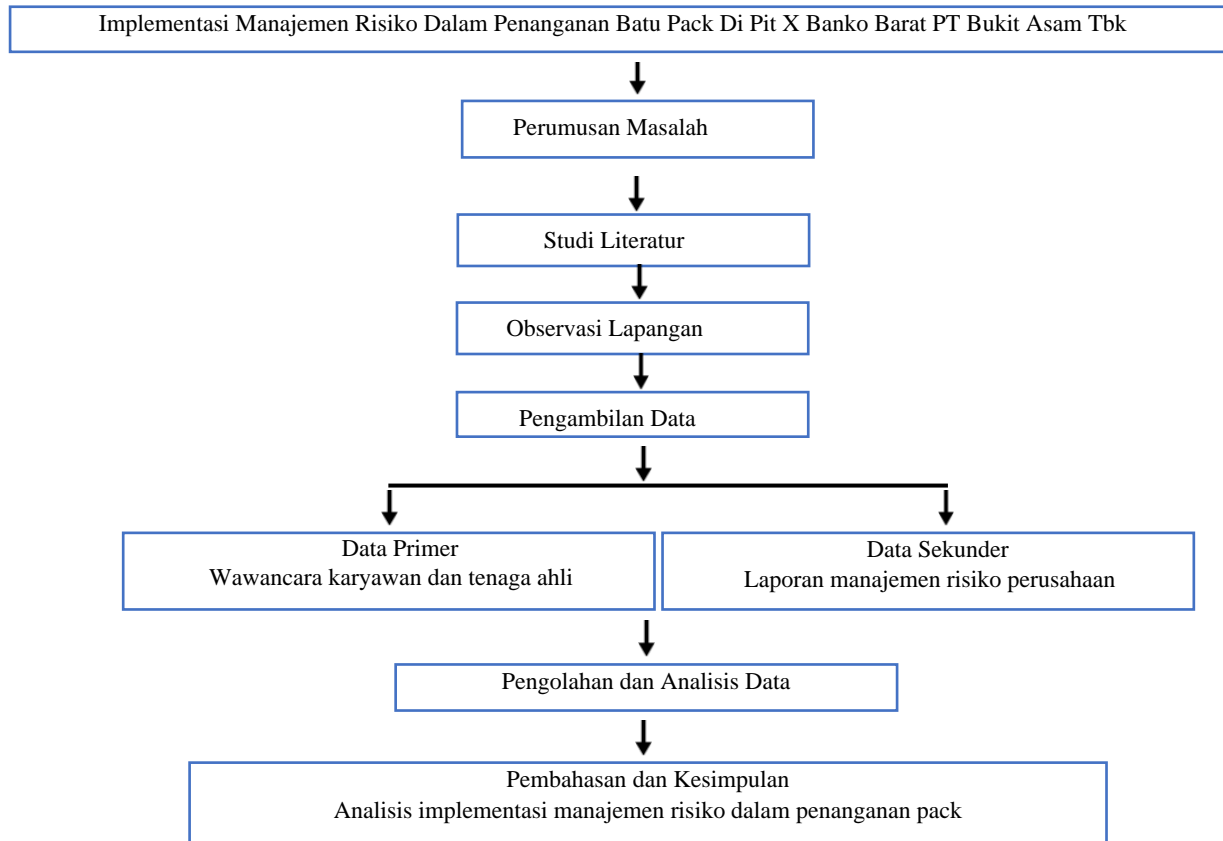 Implementasi Manajemen Risiko Dalam Penanganan Batu Pack Di Pit X Banko Barat PT Bukit Asam Tbk
Perumusan Masalah
Studi Literatur
Observasi Lapangan
Pengambilan Data
Data Primer
Wawancara karyawan dan tenaga ahli
Data Sekunder
Laporan manajemen risiko perusahaan
Pengolahan dan Analisis Data
Pembahasan dan Kesimpulan
Analisis implementasi manajemen risiko dalam penanganan pack